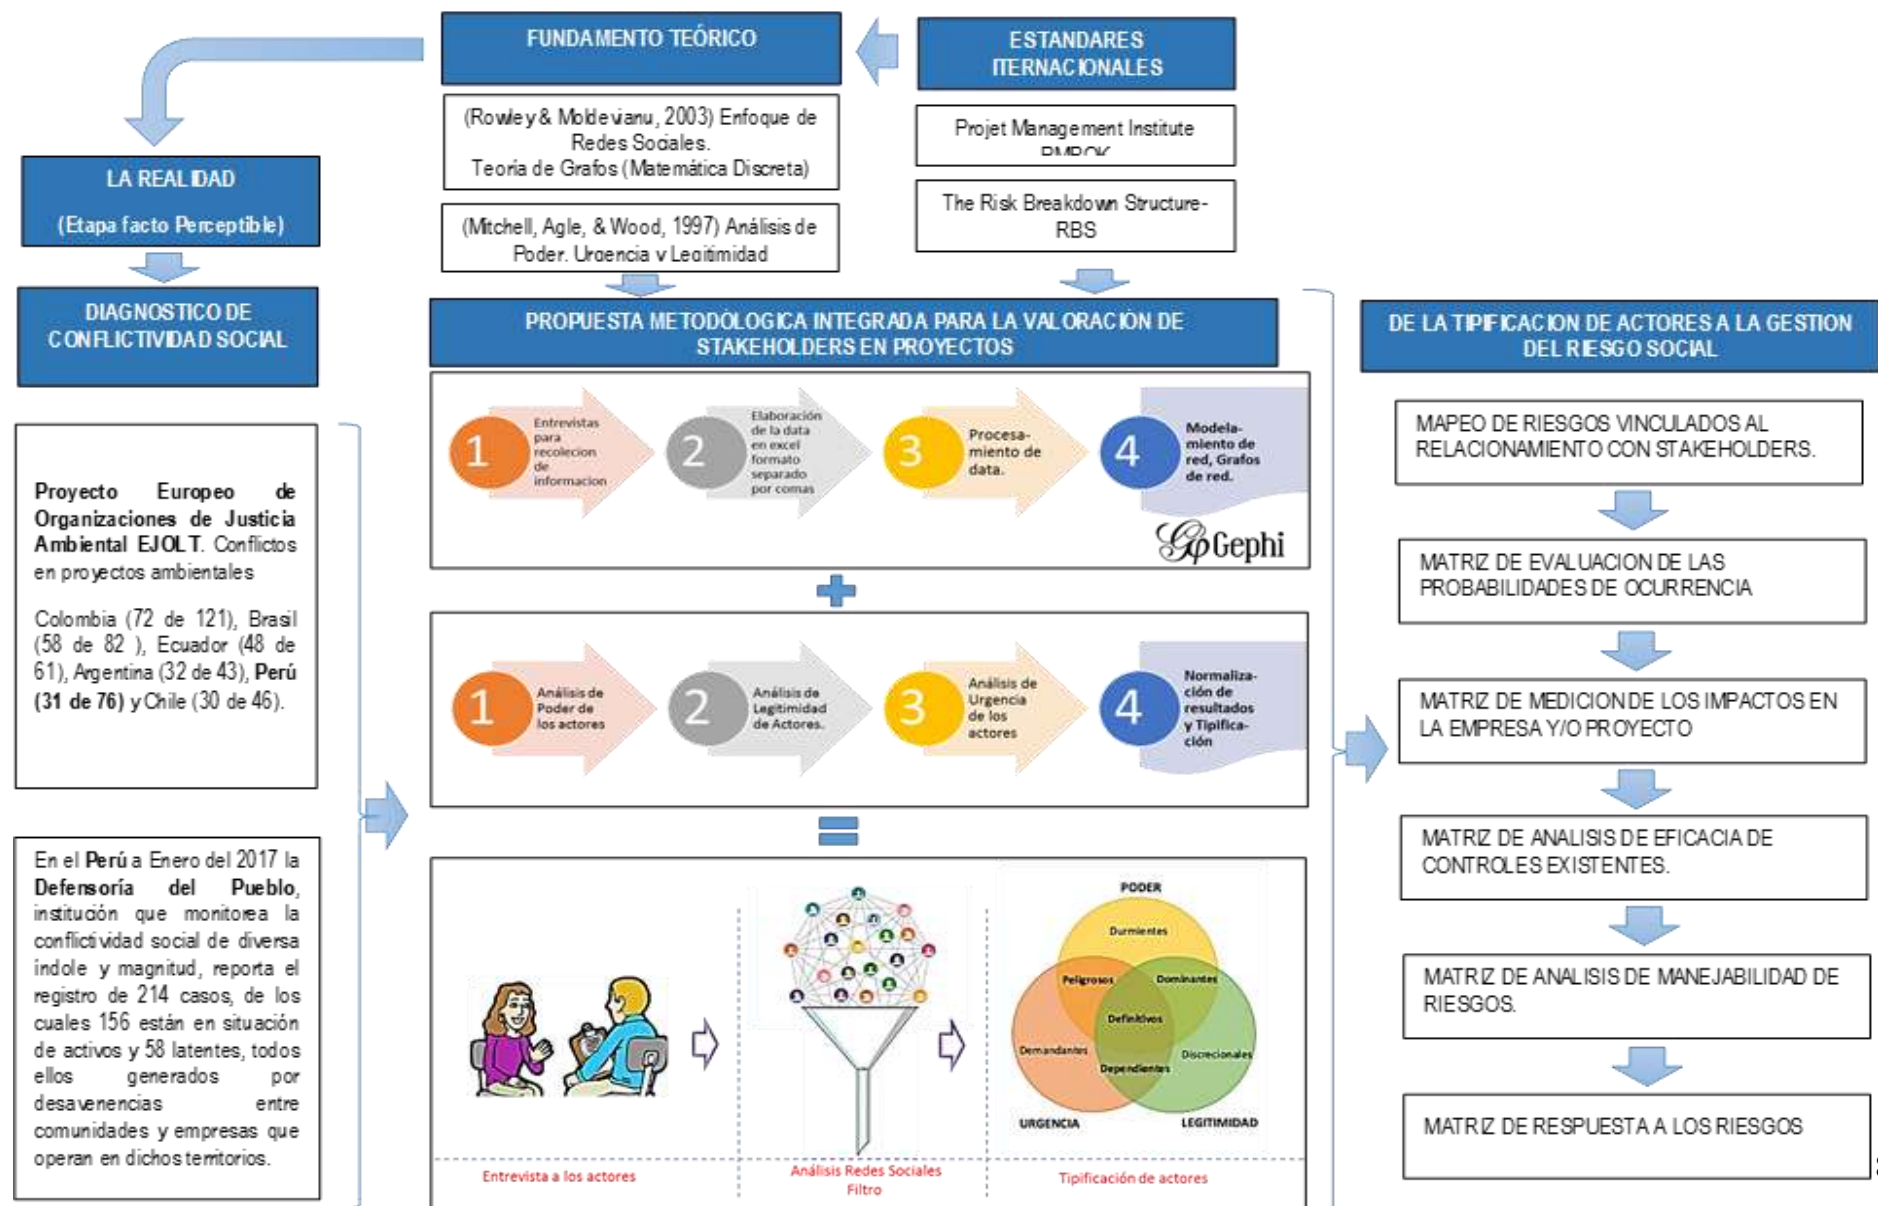 FUNDAMENTO TEÓRICO
ESTANDARES
ITERNACIONALES
(Rowley & Moldevianu, 2003) Enfoque de
Redes Sociales.
Teoría de Grafos (Matemática Discreta)
(Mitchell, Agle, & Wood, 1997) Análisis de
Poder, Urgencia y Legitimidad
Projet Management Institute
PMBOK
The Risk Breakdown Structure-
RBS
LA REALIDAD
(Etapa facto Perceptible)
DIAGNOSTICO DE
CONFLICTIVIDAD SOCIAL
Proyecto Europeo de
Organizaciones de Justicia
Ambiental EJOLT. Conflictos
en proyectos ambientales
Colombia (72 de 121), Brasil
(58 de 82 ), Ecuador (48 de
61), Argentina (32 de 43), Perú
(31 de 76) y Chile (30 de 46).
En el Perú a Enero del 2017 la
Defensoría del Pueblo,
institución que monitorea la
conflictividad social de diversa
índole y magnitud, reporta el
registro de 214 casos, de los
cuales 156 están en situación
de activos y 58 latentes, todos
ellos generados por
desavenencias entre
comunidades y empresas que
operan en dichos territorios.
PROPUESTA METODÓLOGICA INTEGRADA PARA LA VALORACIÓN DE
STAKEHOLDERS EN PROYECTOS
1
Entrevistas
para
recolecion
de
informacion
2
Elaboración
de la data
en excel
formato
separado
por comas
3
Procesa-
miento de
data.
4
Modela-
miento de
red, Grafos
de red.
Gephi
1
Análisis de
Poder de
los actores
2
Análisis de
Legitimidad
de Actores.
3
Análisis de
Urgencia
de los
actores
4
Normaliza-
ción de
resultados
y Tipifica-
ción
PODER
Durmientes
Peligrosos
Dominantes
Definitivos
Demandantes
Discrecionales
Dependientes
URGENCIA
LEGITIMIDAD
Entrevista a los actores
Análisis Redes Sociales
Filtro
Tipificación de actores
DE LA TIPIFICACION DE ACTORES A LA GESTION
DEL RIESGO SOCIAL
MAPEO DE RIESGOS VINCULADOS AL
RELACIONAMIENTO CON STAKEHOLDERS.
MATRIZ DE EVALUACION DE LAS
PROBABILIDADES DE OCURRENCIA
MATRIZ DE MEDICION DE LOS IMPACTOS EN
LA EMPRESA Y/O PROYECTO
MATRIZ DE ANALISIS DE EFICACIA DE
CONTROLES EXISTENTES.
MATRIZ DE ANALISIS DE MANEJABILIDAD DE
RIESGOS.
MATRIZ DE RESPUESTA A LOS RIESGOS